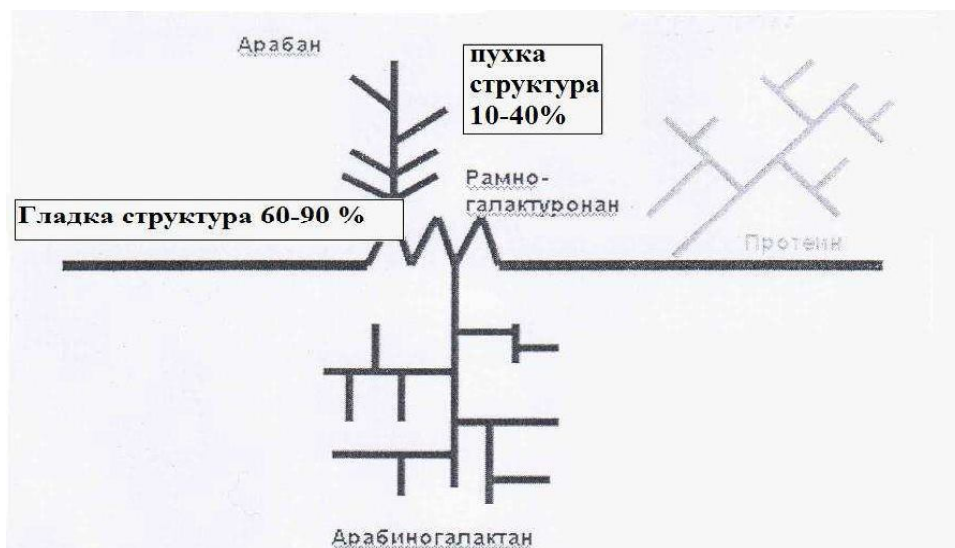 Арабан
пухка
структура
10-40%
Рамно-
галактуронан
Гладка структура 60-90 %
Протеин
Арабиногалактан